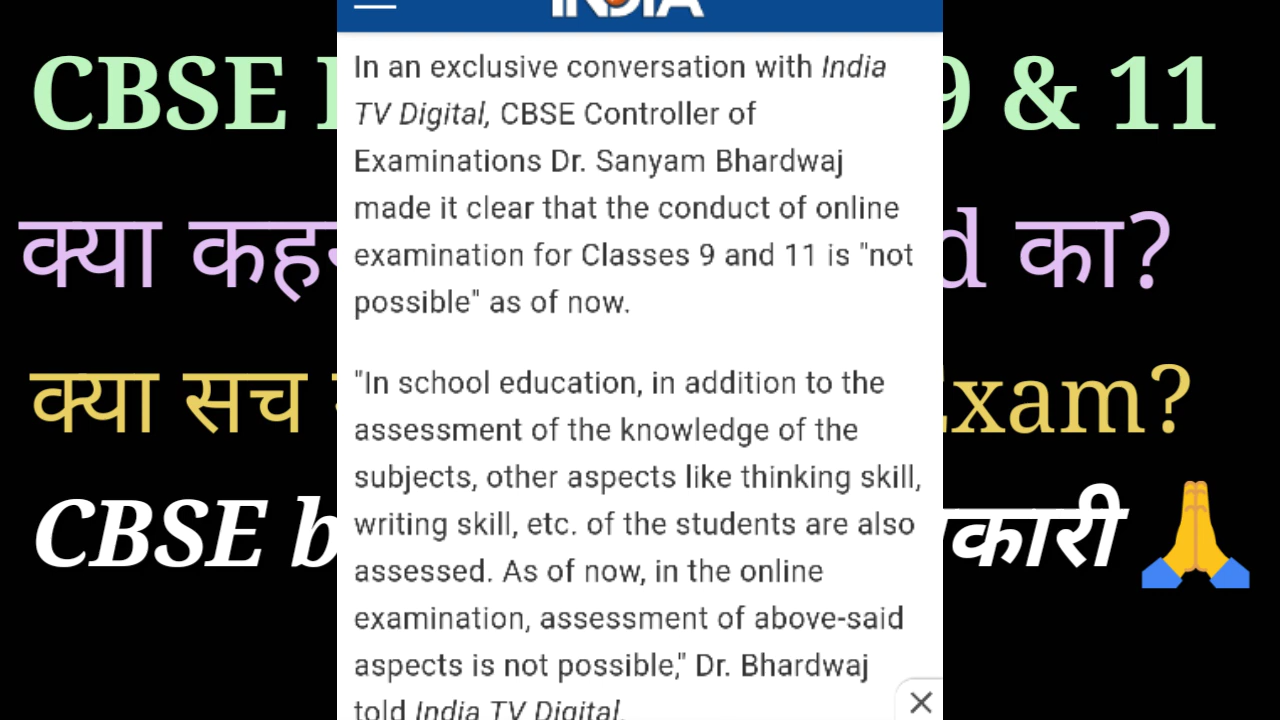 INDIA
CBSE 9 & 11
In an exclusive conversation with India
TV Digital, CBSE Controller of
Examinations Dr. Sanyam Bhardwaj
made it clear that the conduct of online
examination for Classes 9 and 11 is "not
possible" as of now.
क्या का?
क्या सच Exam?
"In school education, in addition to the
assessment of the knowledge of the
subjects, other aspects like thinking skill,
writing skill, etc. of the students are also
assessed. As of now, in the online
examination, assessment of above-said
aspects is not possible," Dr. Bhardwaj
told India TV Digital.
CBSE